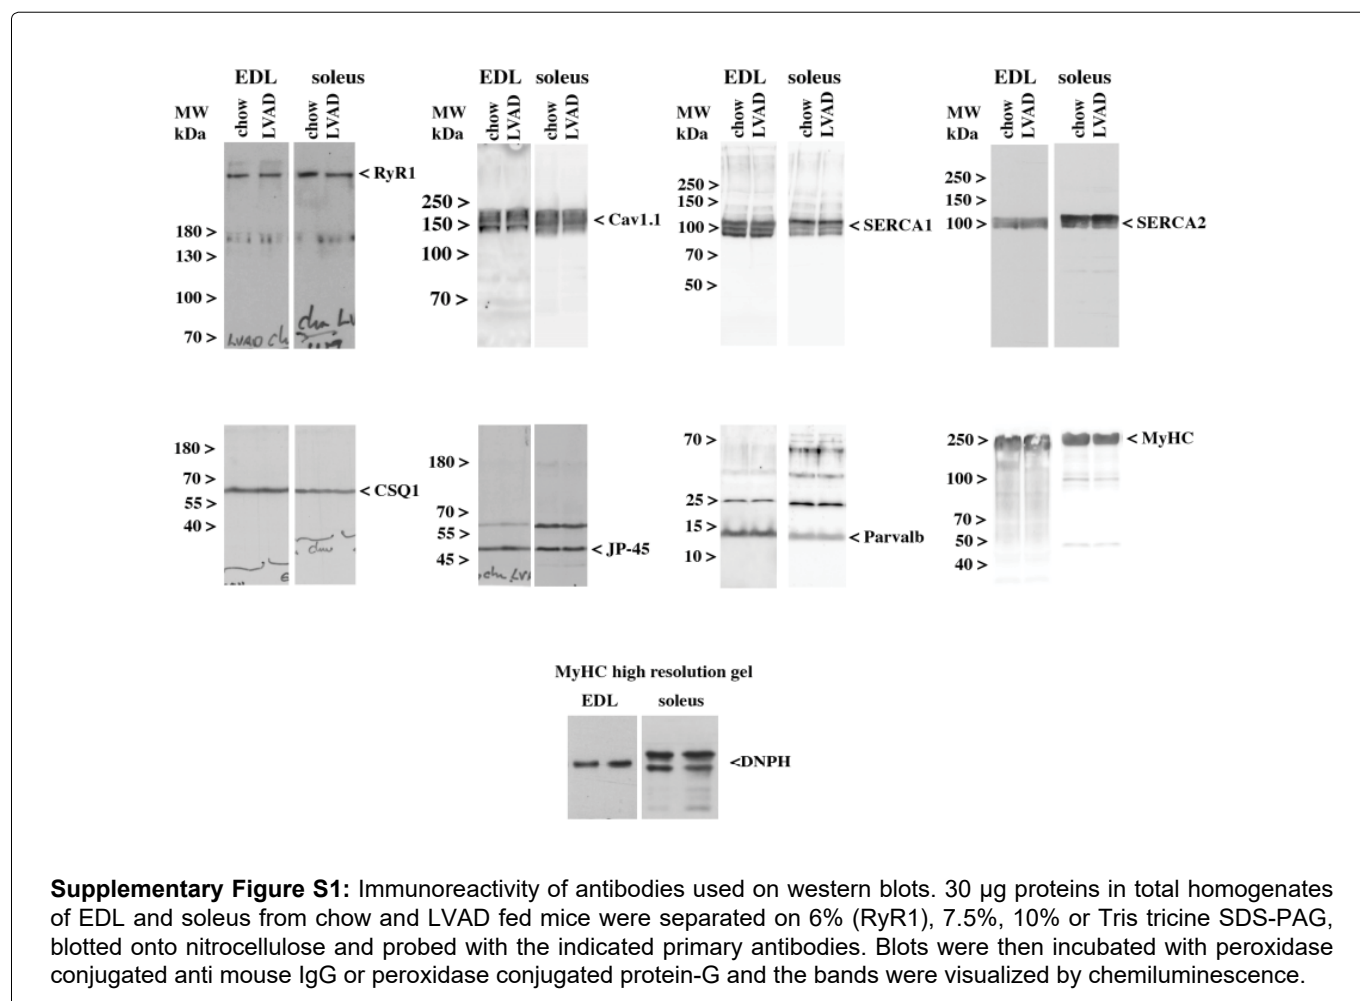 EDL soleus
MW kDa
chow LVAD chow LVAD
< RyR1
180 >
130 >
100 >
70 >
LVAD Ch
chu LV
EDL soleus
MW kDa
chow LVAD chow LVAD
250 >
150 >
< Cav1.1
100 >
70 >
EDL soleus
MW kDa
chow LVAD chow LVAD
250 >
150 >
100 >
< SERCA1
70 >
50 >
EDL soleus
MW kDa
chow LVAD chow LVAD
250 >
150 >
100 >
< SERCA2
180 >
70 >
< CSQ1
55 >
40 >
180 >
70 >
55 >
< JP-45
45 >
70 >
25 >
15 >
< Parvalb
10 >
250 >
< MyHC
100 >
70 >
50 >
40 >
MyHC high resolution gel
EDL soleus
<DNPH
Supplementary Figure S1: Immunoreactivity of antibodies used on western blots. 30 µg proteins in total homogenates
of EDL and soleus from chow and LVAD fed mice were separated on 6% (RyR1), 7.5%, 10% or Tris tricine SDS-PAG,
blotted onto nitrocellulose and probed with the indicated primary antibodies. Blots were then incubated with peroxidase
conjugated anti mouse IgG or peroxidase conjugated protein-G and the bands were visualized by chemiluminescence.